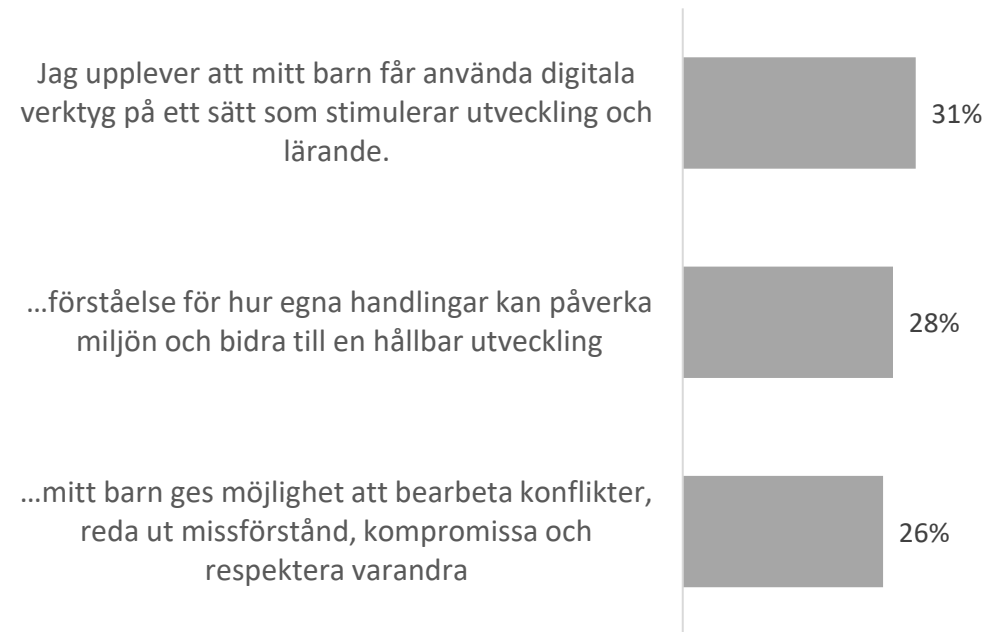 Jag upplever att mitt barn får använda digitala
verktyg på ett sätt som stimulerar utveckling och
lärande.
31%
…förståelse för hur egna handlingar kan påverka
miljön och bidra till en hållbar utveckling
28%
…mitt barn ges möjlighet att bearbeta konflikter,
reda ut missförstånd, kompromissa och
respektera varandra
26%